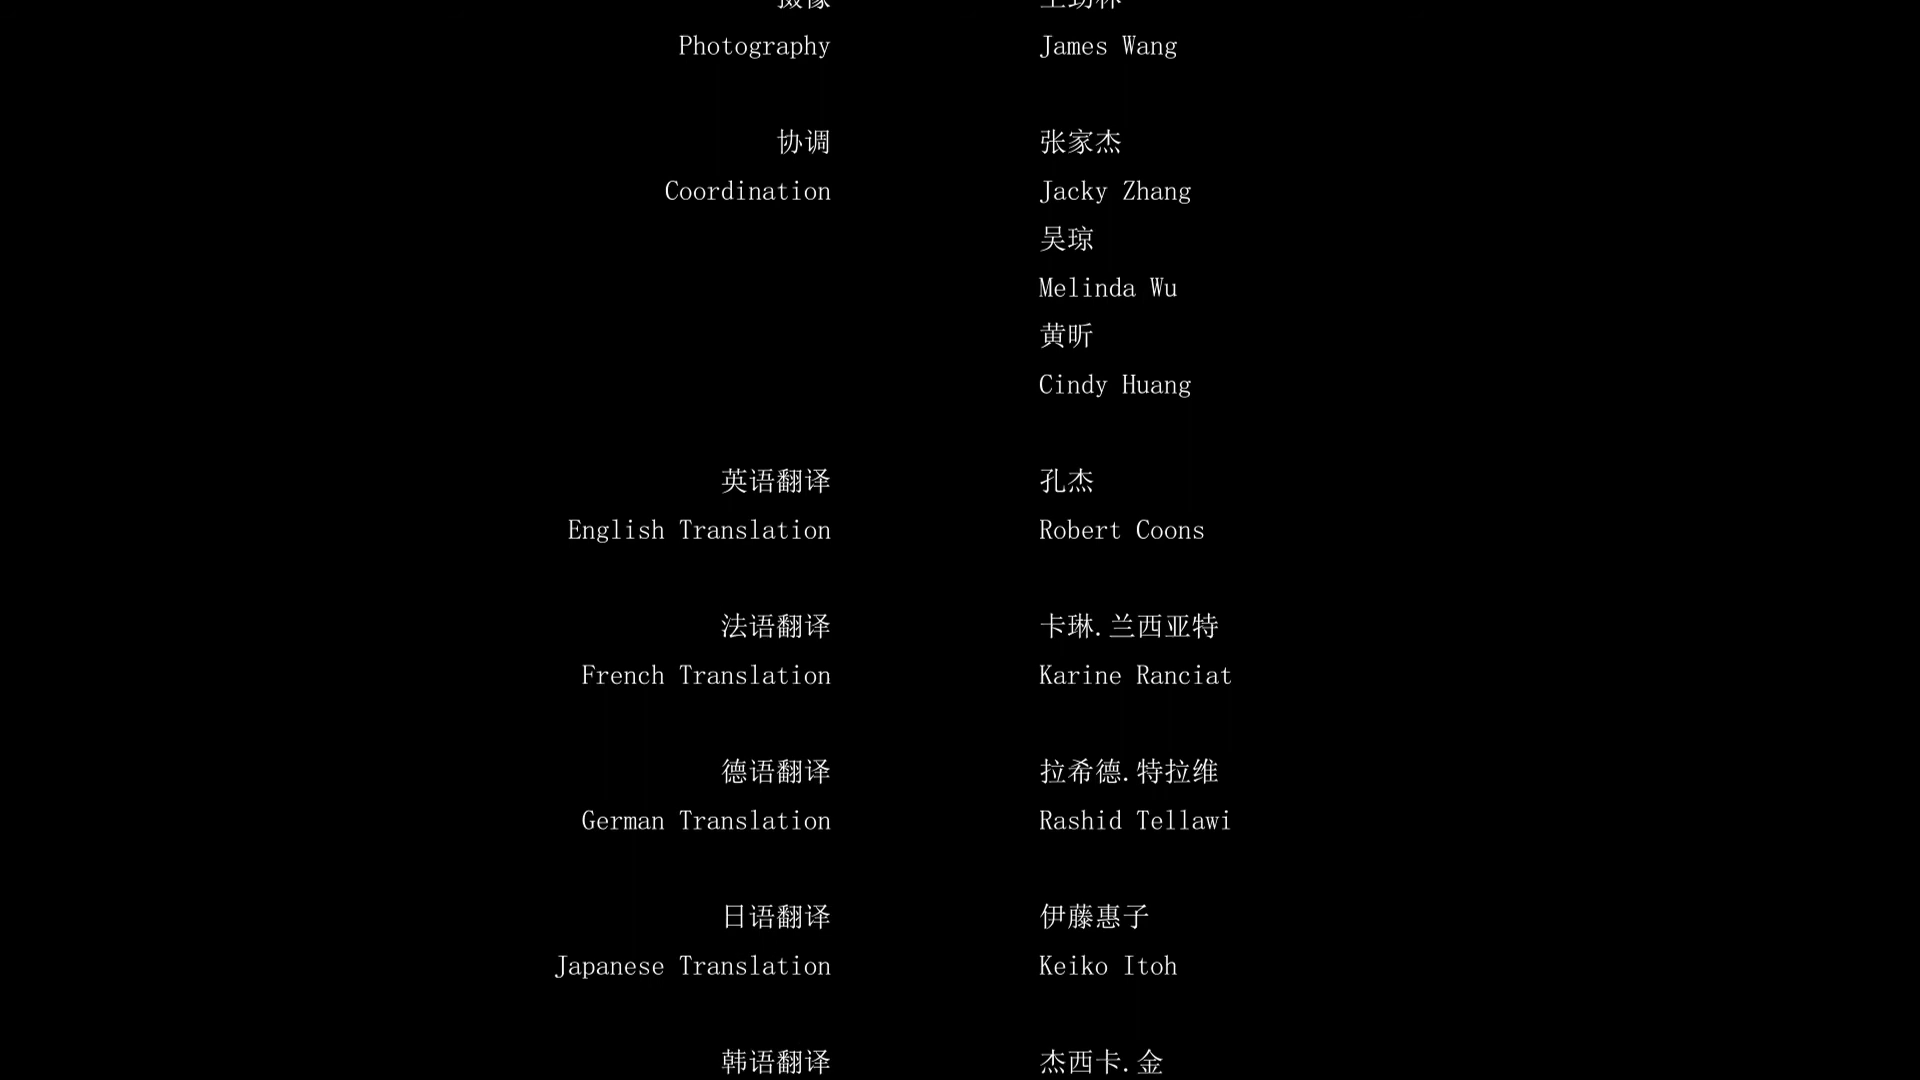 Photography James Wang
协调 张家杰
Coordination Jacky Zhang
吴琼
Melinda Wu
黄昕
Cindy Huang
英语翻译 孔杰
English Translation Robert Coons
法语翻译 卡琳.兰西亚特
French Translation Karine Ranciat
德语翻译 拉希德.特拉维
German Translation Rashid Tellawi
日语翻译 伊藤惠子
Japanese Translation Keiko Itoh
韩语翻译 杰西卡.金